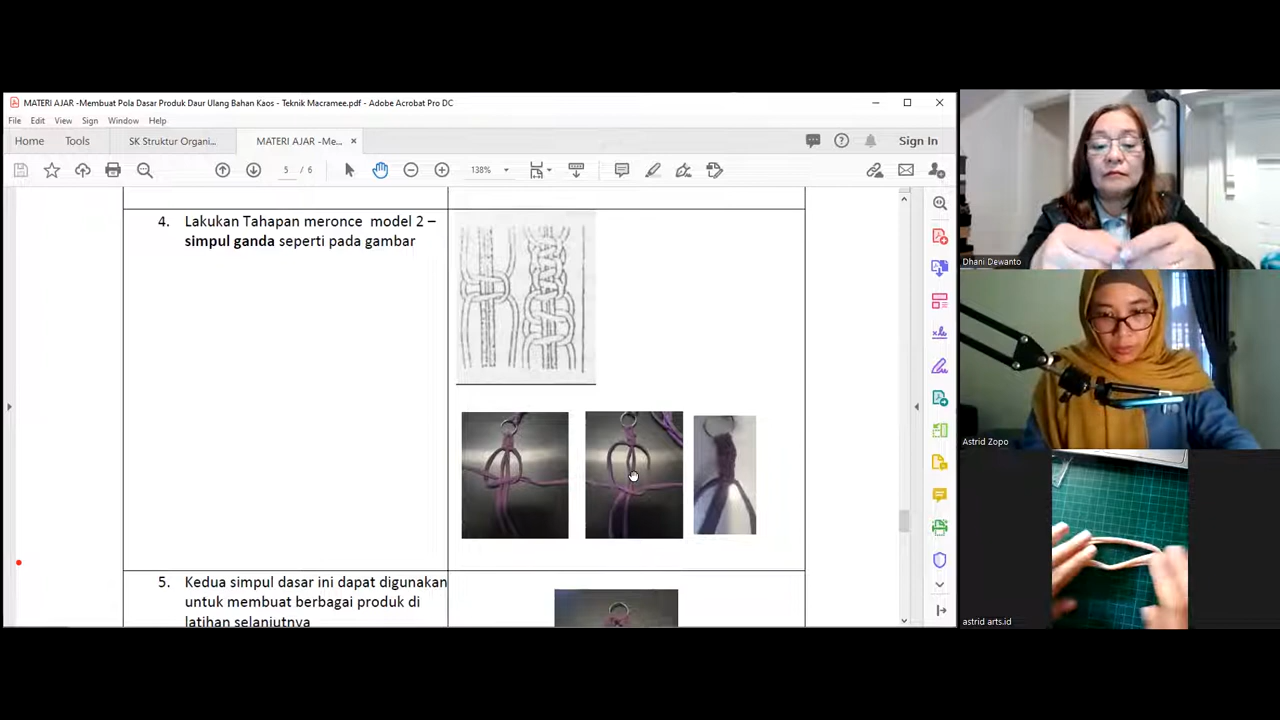 MATERI AJAR -Membuat Pola Dasar Produk Daur Ulang Bahan Kaos - Teknik Macramee.pdf - Adobe Acrobat Pro DC
File Edit View Sign Window Help
Home Tools SK Struktur Organi... MATERI AJAR -Me... × Sign In
5 / 6 138%
4. Lakukan Tahapan meronce model 2 –
simpul ganda seperti pada gambar
5. Kedua simpul dasar ini dapat digunakan
untuk membuat berbagai produk di
latihan selanjutnya
Dhani Dewanto
Astrid Zopo
astrid arts.id